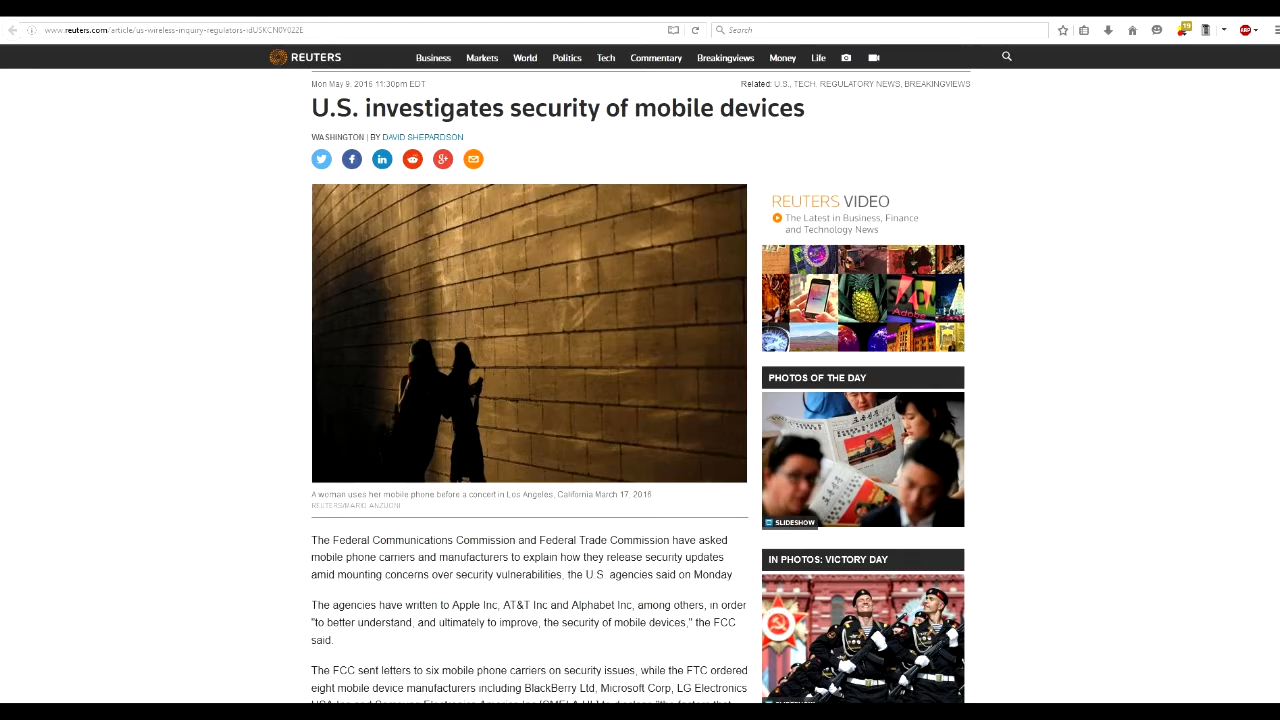 www.reuters.com/article/us-wireless-inquiry-regulators-idUSKCN0Y022E
Search
19
ABP
REUTERS
Business Markets World Politics Tech Commentary Breakingviews Money Life
Mon May 9, 2016 11:30pm EDT
Related: U.S., TECH, REGULATORY NEWS, BREAKINGVIEWS
U.S. investigates security of mobile devices
WASHINGTON | BY DAVID SHEPARDSON
A woman uses her mobile phone before a concert in Los Angeles, California March 17, 2016
REUTERS/MARIO ANZUONI
The Federal Communications Commission and Federal Trade Commission have asked
mobile phone carriers and manufacturers to explain how they release security updates
amid mounting concerns over security vulnerabilities, the U.S. agencies said on Monday
The agencies have written to Apple Inc, AT&T Inc and Alphabet Inc, among others, in order
"to better understand, and ultimately to improve, the security of mobile devices," the FCC
said.
The FCC sent letters to six mobile phone carriers on security issues, while the FTC ordered
eight mobile device manufacturers including BlackBerry Ltd, Microsoft Corp, LG Electronics
REUTERS VIDEO
The Latest in Business, Finance
and Technology News
Adobe
PHOTOS OF THE DAY
SLIDESHOW
IN PHOTOS: VICTORY DAY